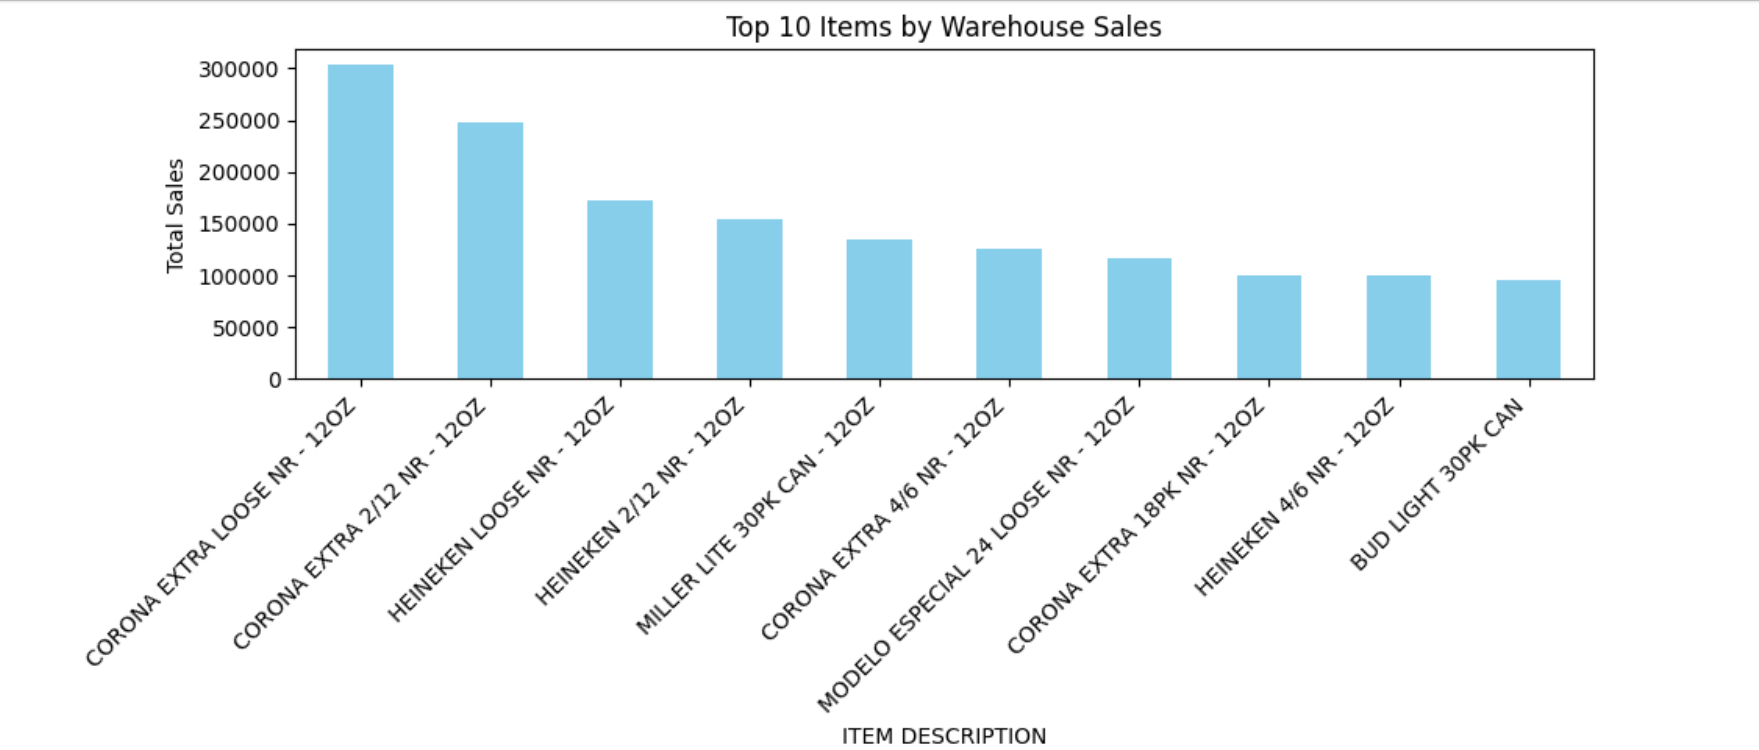 Top 10 Items by Warehouse Sales
Total Sales
300000
250000
200000
150000
100000
50000
0
CORONA EXTRA LOOSE NR - 12OZ
CORONA EXTRA 2/12 NR - 12OZ
HEINEKEN LOOSE NR - 12OZ
HEINEKEN 2/12 NR - 12OZ
MILLER LITE 30PK CAN - 12OZ
CORONA EXTRA 4/6 NR - 12OZ
MODELO ESPECIAL 24 LOOSE NR - 12OZ
CORONA EXTRA 18PK NR - 12OZ
HEINEKEN 4/6 NR - 12OZ
BUD LIGHT 30PK CAN
ITEM DESCRIPTION